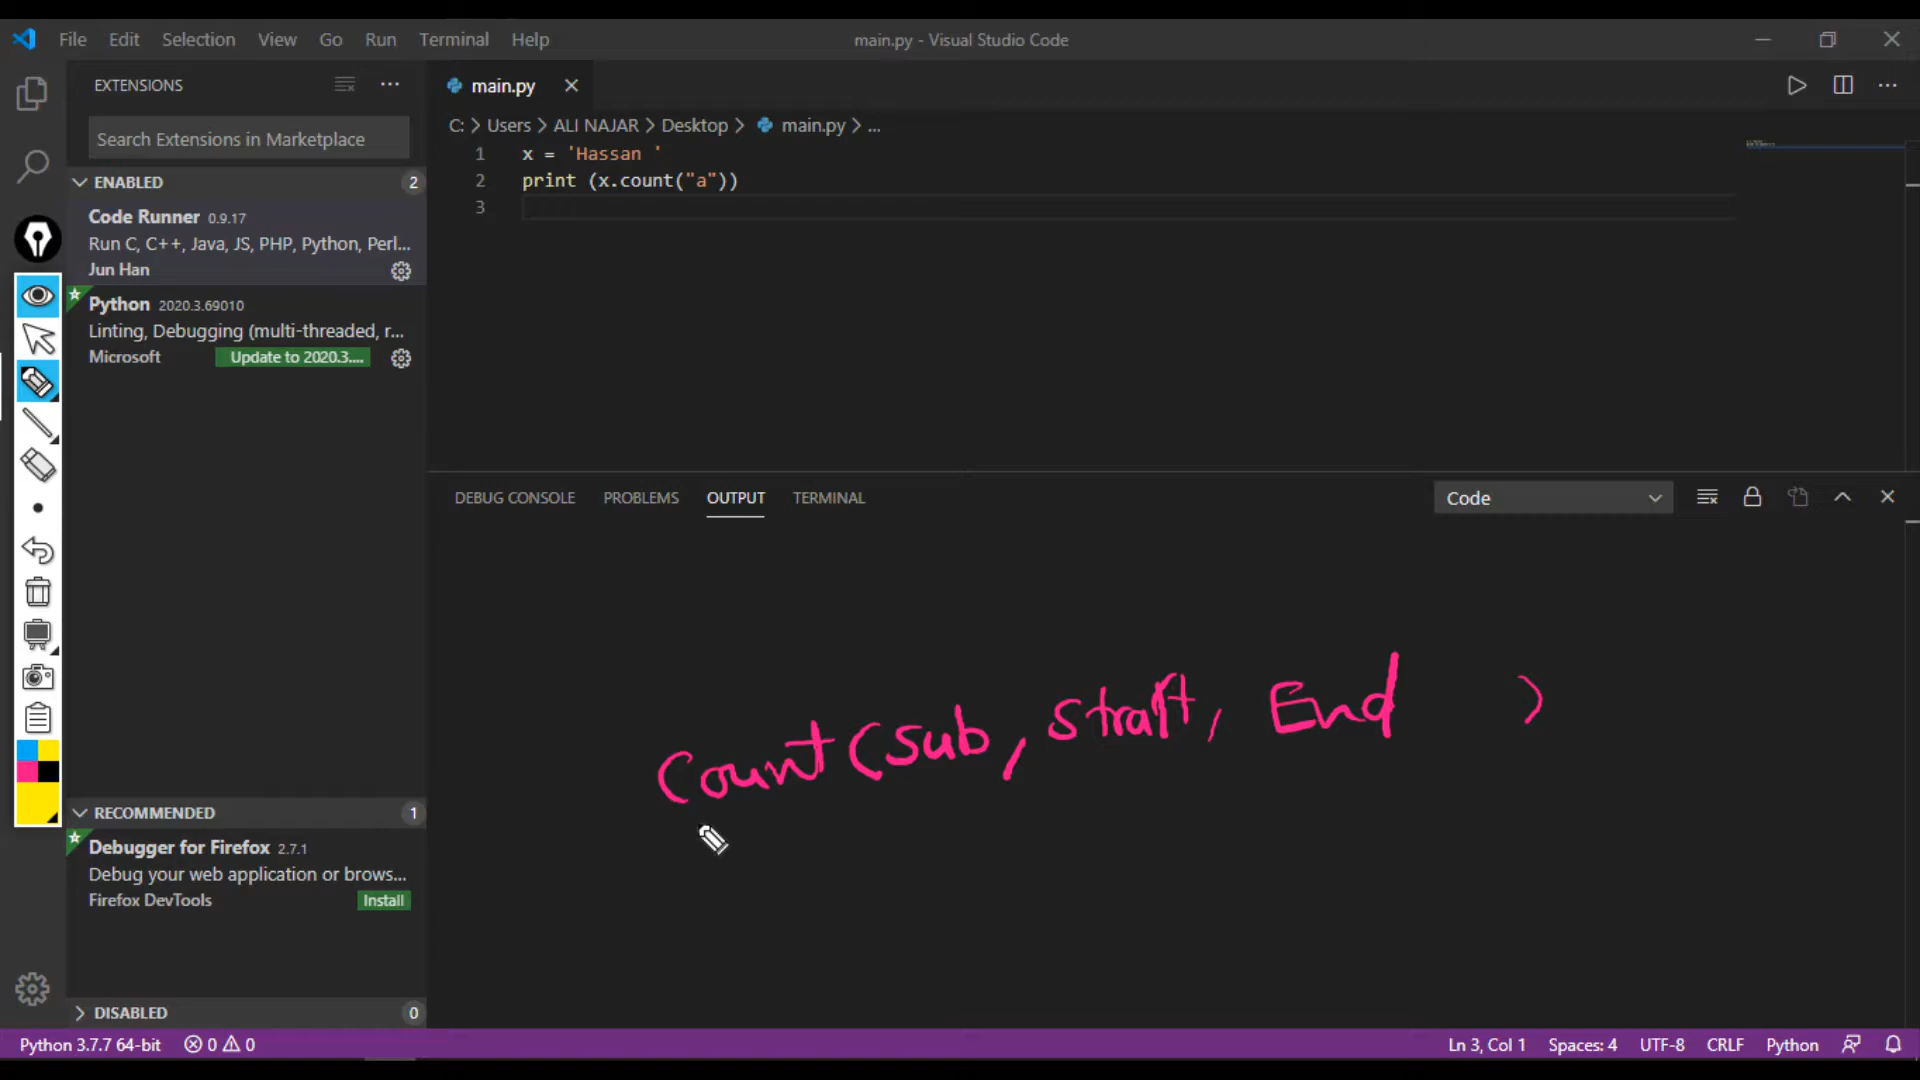 File Edit Selection View Go Run Terminal Help
main.py - Visual Studio Code
EXTENSIONS
Search Extensions in Marketplace
ENABLED 2
Code Runner 0.9.17
Run C, C++, Java, JS, PHP, Python, Perl...
Jun Han
Python 2020.3.69010
Linting, Debugging (multi-threaded, r...
Microsoft Update to 2020.3....
RECOMMENDED 1
Debugger for Firefox 2.7.1
Debug your web application or brows...
Firefox DevTools Install
DISABLED 0
main.py
C: > Users > ALI NAJAR > Desktop > main.py > ...
1 x = 'Hassan '
2 print (x.count("a"))
3
DEBUG CONSOLE PROBLEMS OUTPUT TERMINAL
Code
Count(sub, Start, End )
Python 3.7.7 64-bit 0 0 Ln 3, Col 1 Spaces: 4 UTF-8 CRLF Python